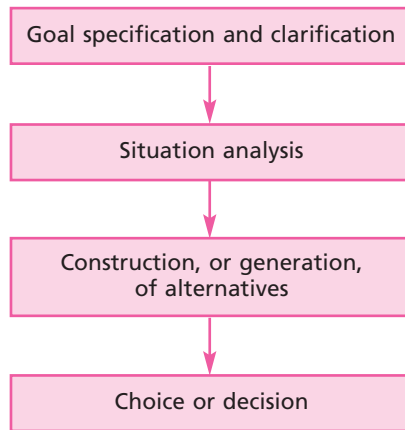 Goal specification and clarification
Situation analysis
Construction, or generation,
of alternatives
Choice or decision